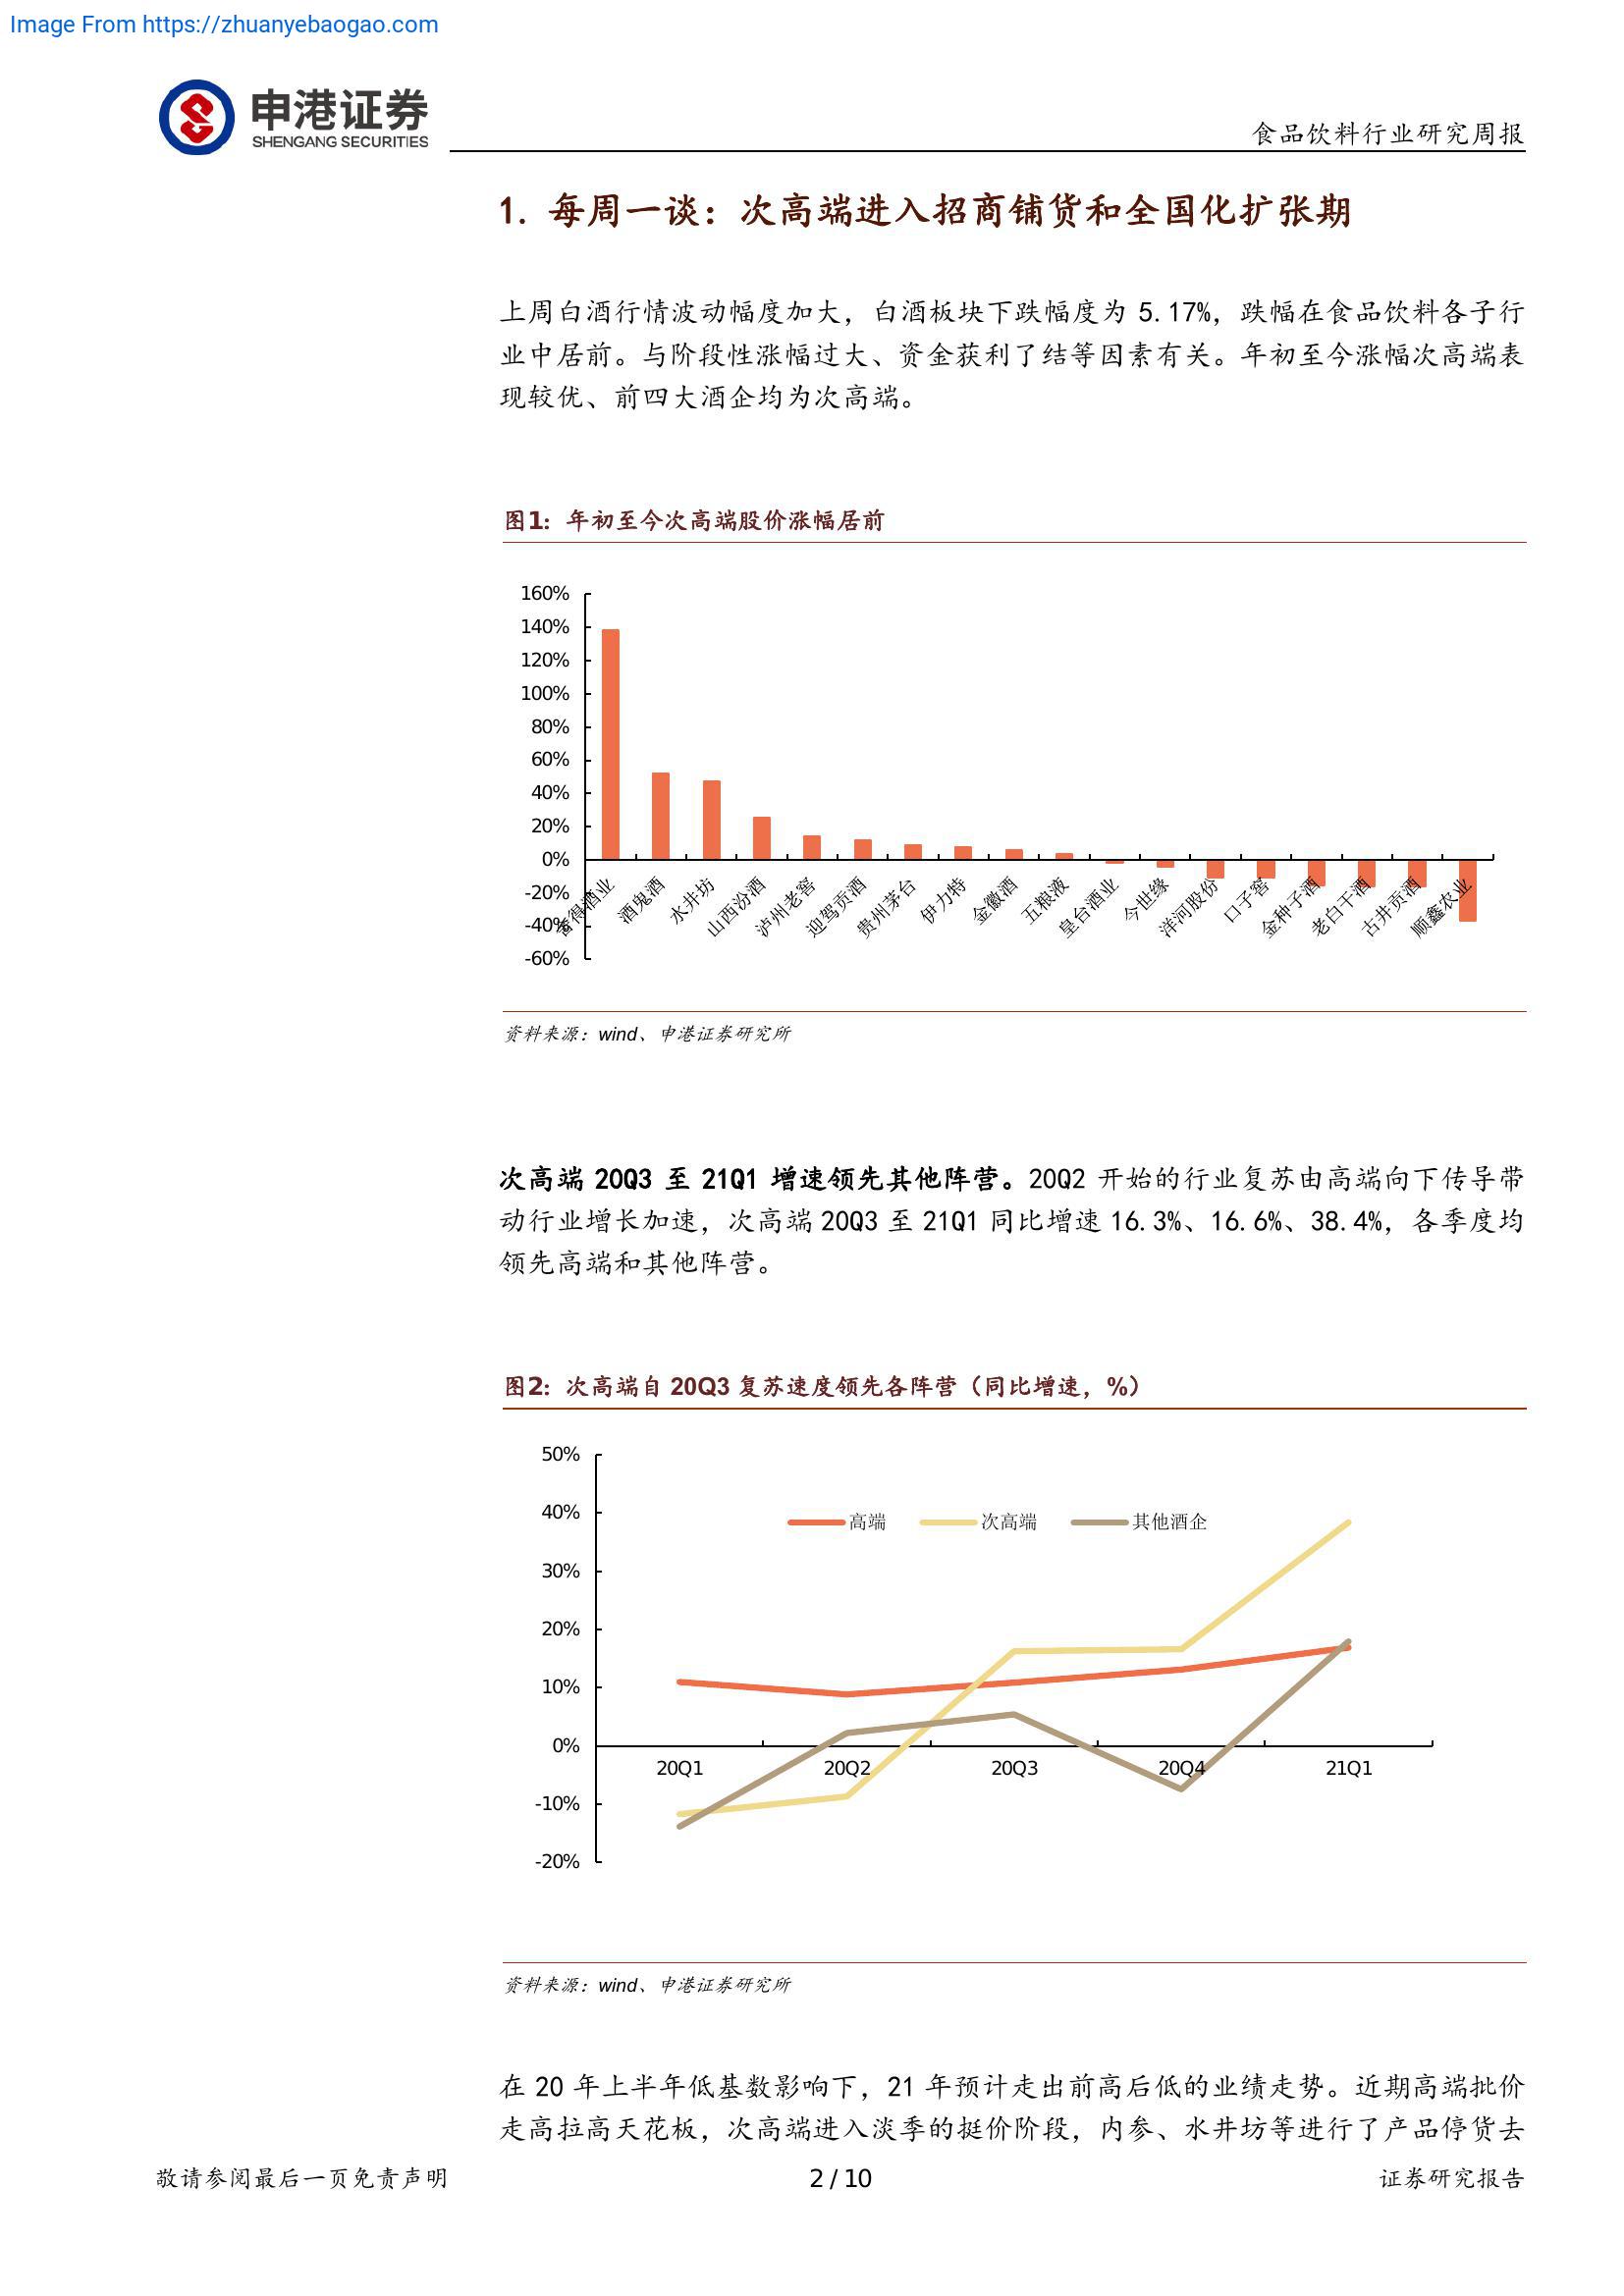 Image From https://zhuanyebaogao.com
申港证券
SHENGANG SECURITIES
食品饮料行业研究周报
1. 每周一谈：次高端进入招商铺货和全国化扩张期
上周白酒行情波动幅度加大，白酒板块下跌幅度为 5.17%，跌幅在食品饮料各子行
业中居前。与阶段性涨幅过大、资金获利了结等因素有关。年初至今涨幅次高端表
现较优、前四大酒企均为次高端。
图1：年初至今次高端股价涨幅居前
160%
140%
120%
100%
80%
60%
40%
20%
0%
-20%
-40%
-60%
舍得酒业
酒鬼酒
水井坊
山西汾酒
泸州老窖
迎驾贡酒
贵州茅台
伊力特
金徽酒
五粮液
皇台酒业
今世缘
洋河股份
口子窖
金种子酒
老白干酒
古井贡酒
顺鑫农业
资料来源：wind、申港证券研究所
次高端 20Q3 至 21Q1 增速领先其他阵营。20Q2 开始的行业复苏由高端向下传导带
动行业增长加速，次高端 20Q3 至 21Q1 同比增速 16.3%、16.6%、38.4%，各季度均
领先高端和其他阵营。
图2：次高端自 20Q3 复苏速度领先各阵营（同比增速，%）
50%
40%
30%
20%
10%
0%
-10%
-20%
高端
次高端
其他酒企
20Q1
20Q2
20Q3
20Q4
21Q1
资料来源：wind、申港证券研究所
在 20 年上半年低基数影响下，21 年预计走出前高后低的业绩走势。近期高端批价
走高拉高天花板，次高端进入淡季的挺价阶段，内参、水井坊等进行了产品停货去
敬请参阅最后一页免责声明
2 / 10
证券研究报告